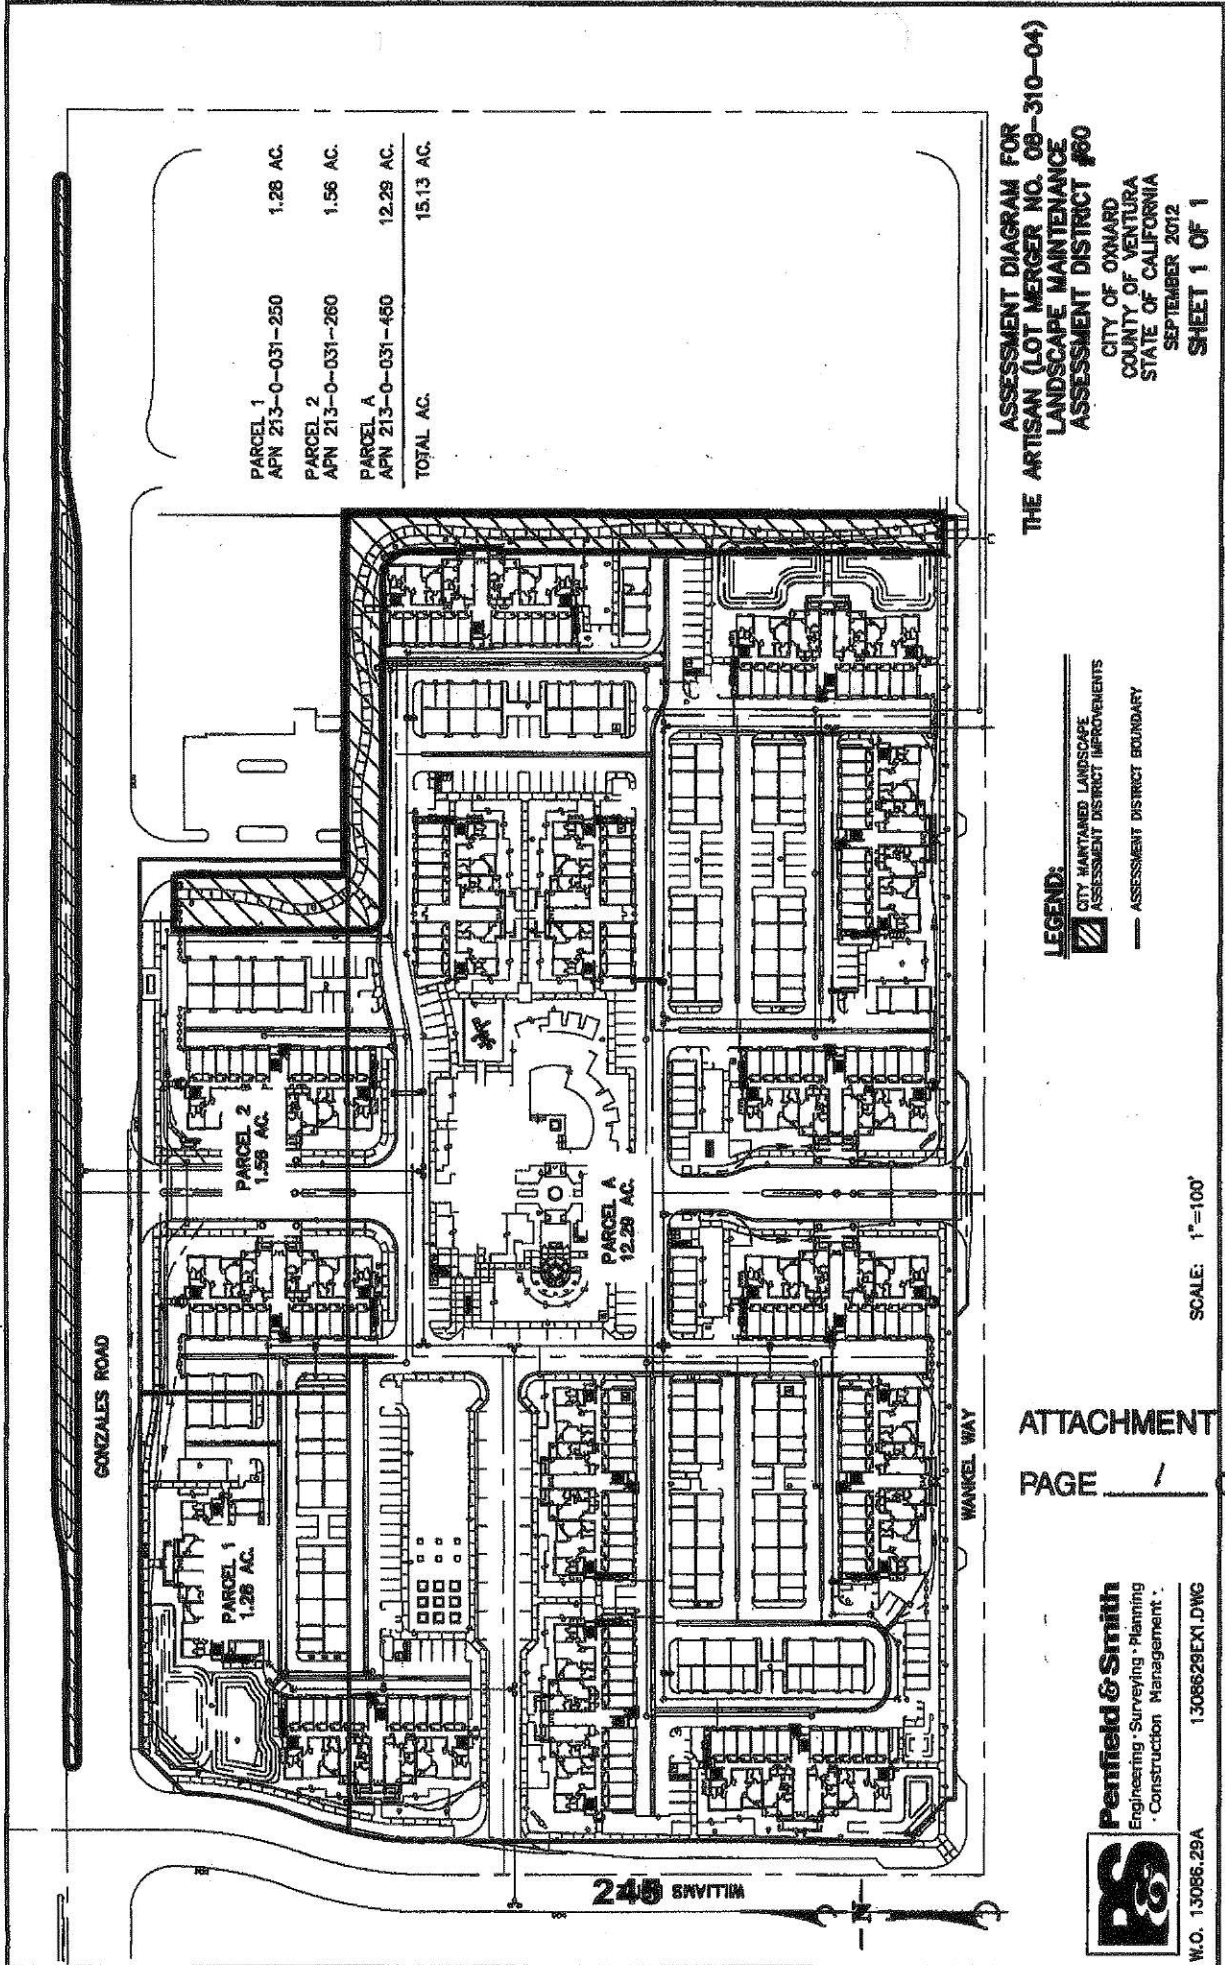 GONZALES ROAD
PARCEL 1
APN 213-0-031-250 1.28 AC.
PARCEL 2
APN 213-0-031-260 1.56 AC.
PARCEL A
APN 213-0-031-450 12.29 AC.
TOTAL AC. 15.13 AC.
PARCEL 1
1.28 AC.
PARCEL 2
1.56 AC.
PARCEL A
12.29 AC.
WILLIAMS
245
N
WANKEL WAY
LEGEND:
CITY MAINTAINED LANDSCAPE
ASSESSMENT DISTRICT IMPROVEMENTS
ASSESSMENT DISTRICT BOUNDARY
SCALE: 1"=100'
ASSESSMENT DIAGRAM FOR
THE ARTISAN (LOT MERGER NO. 08-310-04)
LANDSCAPE MAINTENANCE
ASSESSMENT DISTRICT #60
CITY OF OXNARD
COUNTY OF VENTURA
STATE OF CALIFORNIA
SEPTEMBER 2012
SHEET 1 OF 1
ATTACHMENT
PAGE 1
P&S
Penfield & Smith
Engineering · Surveying · Planning
· Construction Management ·
W.O. 13086.29A 1308629EX1.DWG